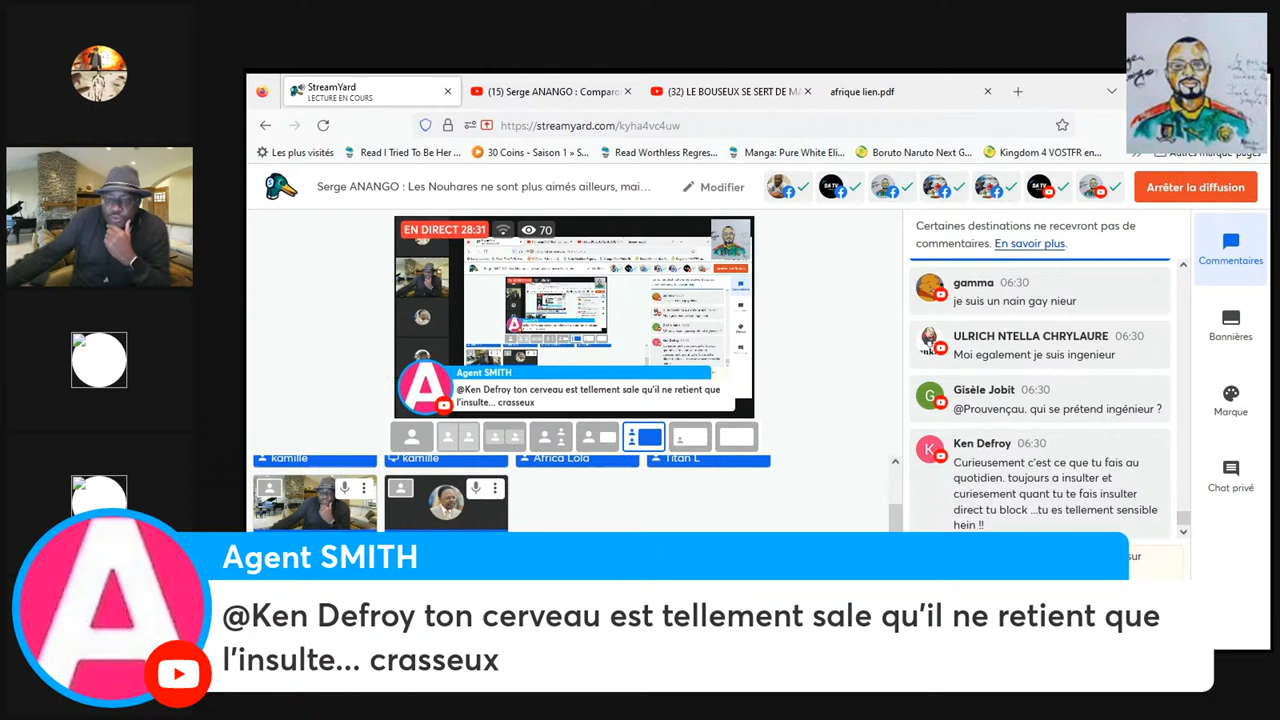 StreamYard
LECTURE EN COURS
(15) Serge ANANGO : Compar
(32) LE BOUSEUX SE SERT DE M
afrique lien.pdf
https://streamyard.com/kyha4vc4uw
Les plus visités
Read I Tried To Be Her ...
30 Coins - Saison 1 » S...
Read Worthless Regres...
Manga: Pure White Eli...
Boruto Naruto Next G...
Kingdom 4 VOSTFR en...
Autres marque-pages
Serge ANANGO : Les Nouhares ne sont plus aimés ailleurs, mai...
Modifier
Arrêter la diffusion
EN DIRECT 28:31
70
Agent SMITH
@Ken Defroy ton cerveau est tellement sale qu'il ne retient que
l'insulte... crasseux
kamille
kamille
Africa Lola
Titan L
Certaines destinations ne recevront pas de
commentaires. En savoir plus.
gamma 06:30
je suis un nain gay nieur
ULRICH NTELLA CHRYLAURE 06:30
Moi egalement je suis ingenieur
Gisèle Jobit 06:30
@Prouvençau. qui se prétend ingénieur ?
Ken Defroy 06:30
Curieusement c'est ce que tu fais au
quotidien. toujours a insulter et
curiesement quant tu te fais insulter
direct tu block ...tu es tellement sensible
hein !!
sur
Commentaires
Bannières
Marque
Chat privé
Agent SMITH
@Ken Defroy ton cerveau est tellement sale qu'il ne retient que
l'insulte... crasseux